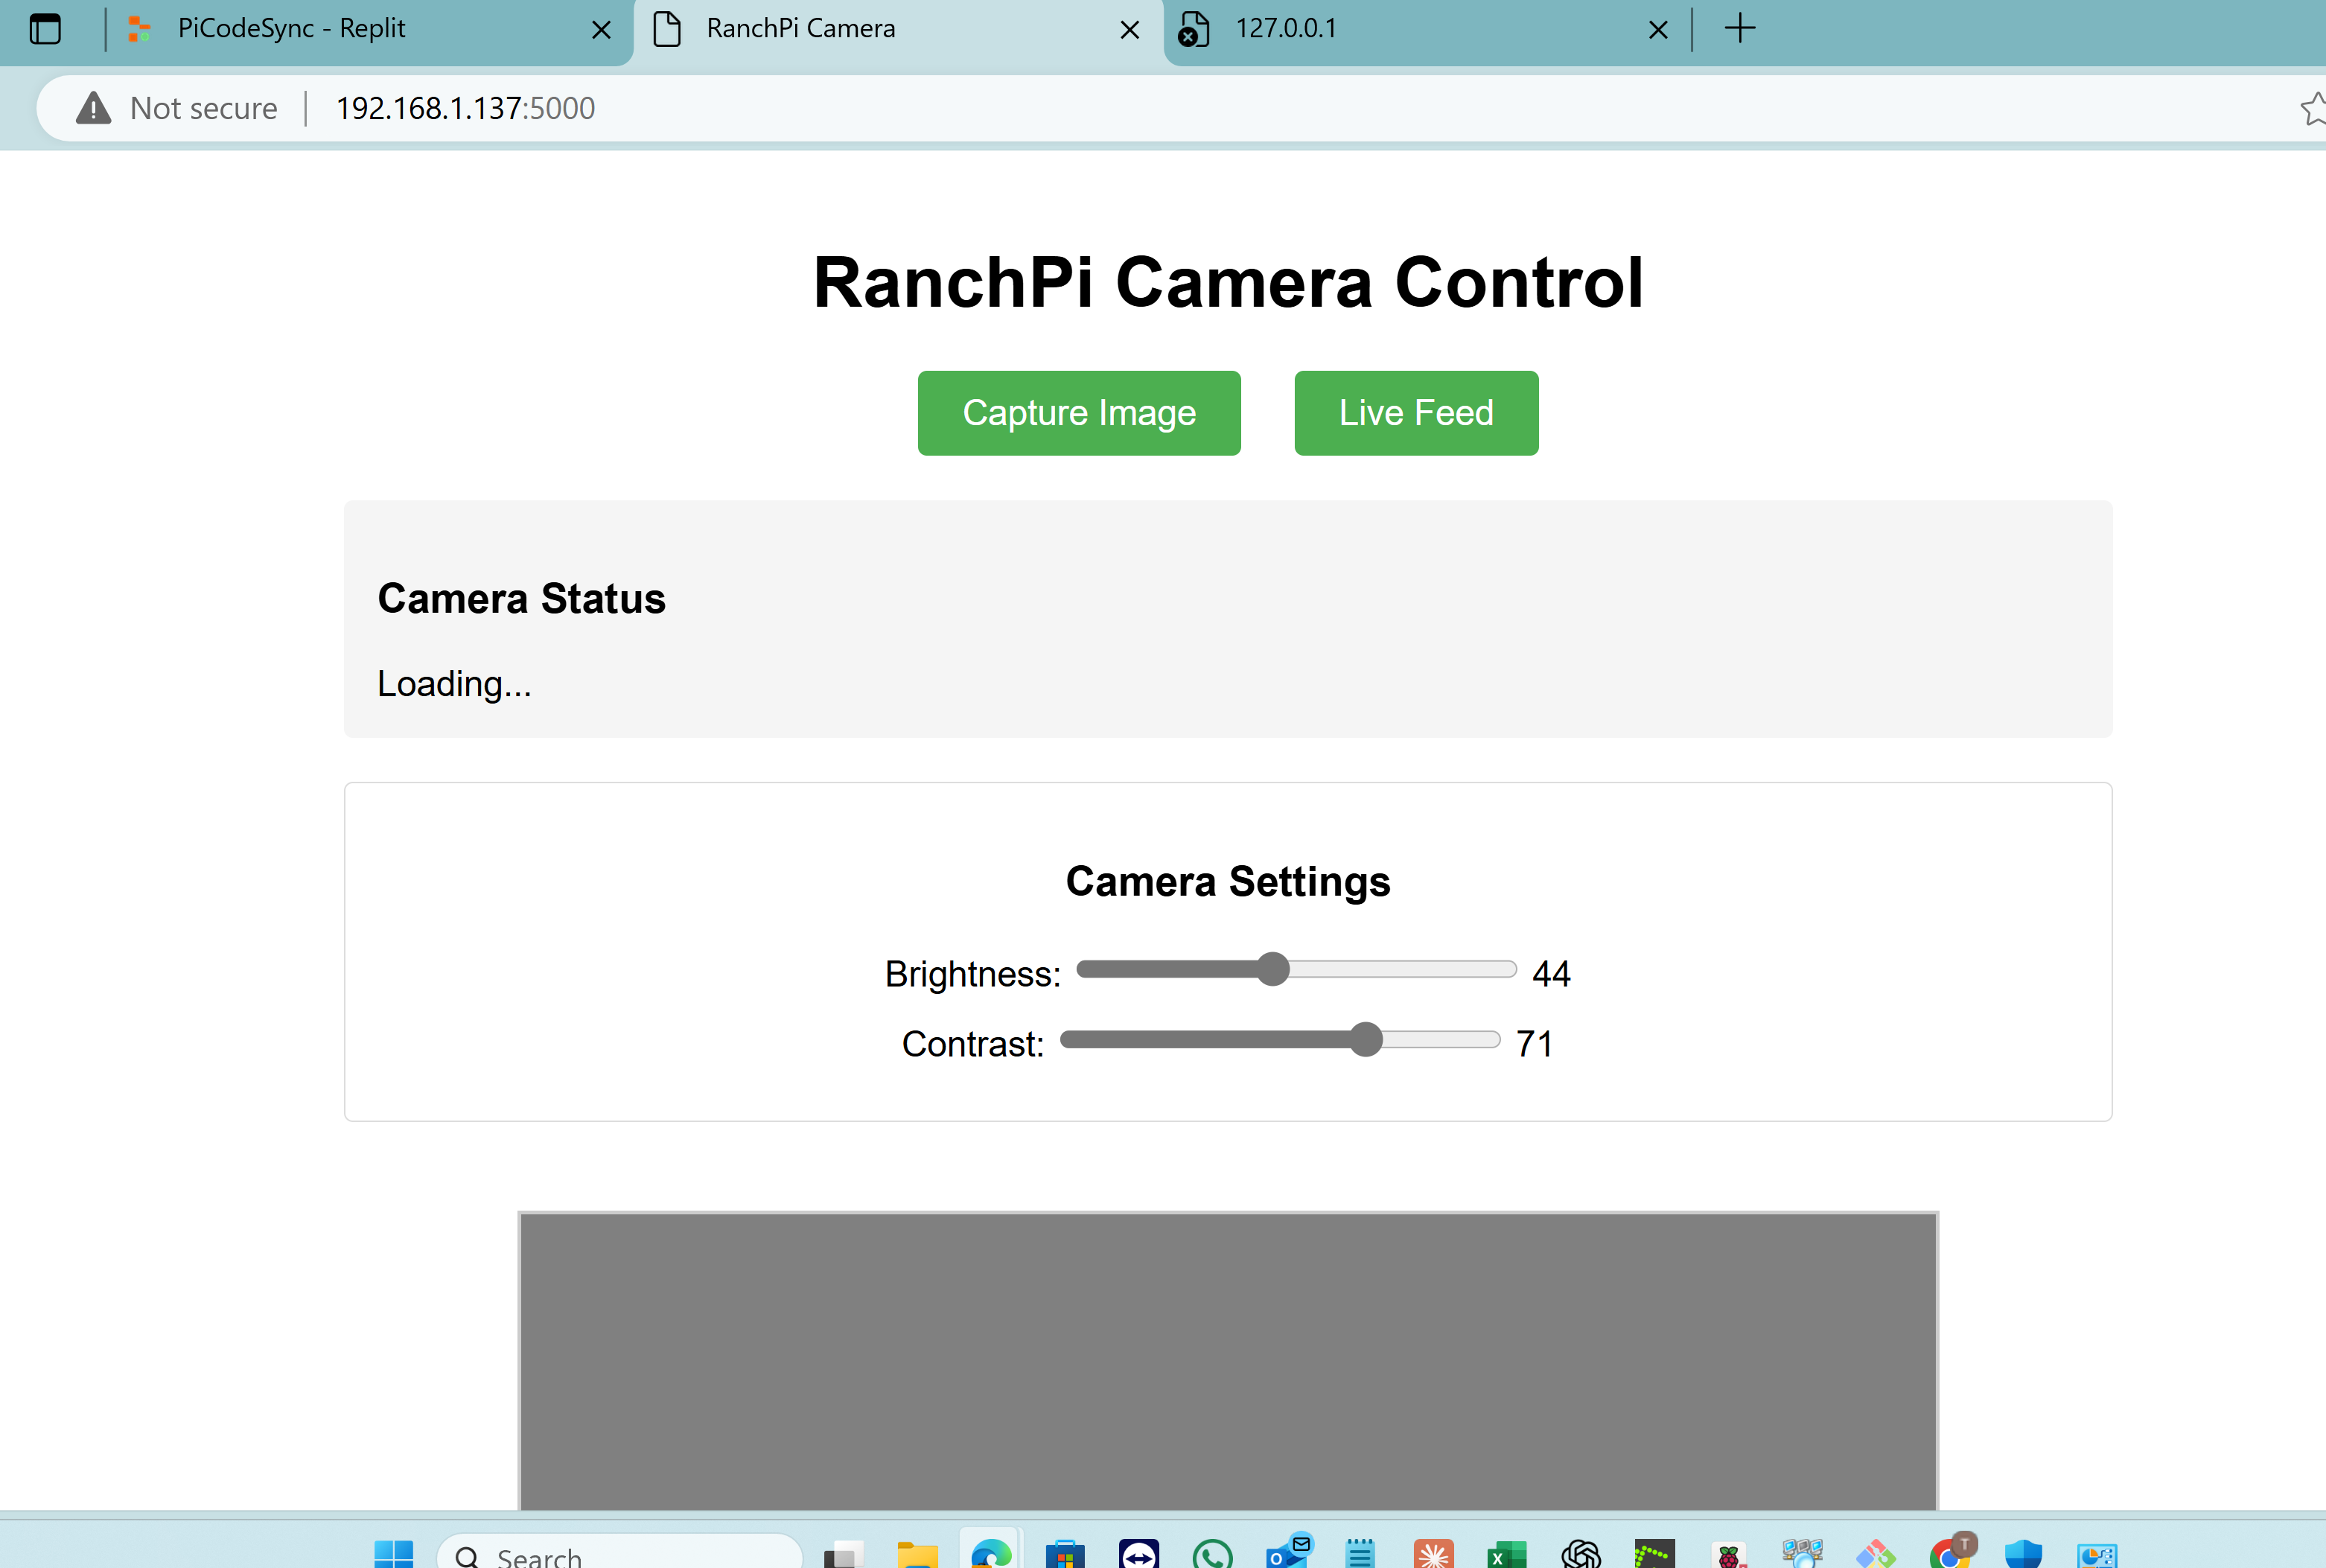 PiCodeSync - Replit
RanchPi Camera
127.0.0.1
Not secure
192.168.1.137:5000
RanchPi Camera Control
Capture Image
Live Feed
Camera Status
Loading...
Camera Settings
Brightness: 44
Contrast: 71
Search
T